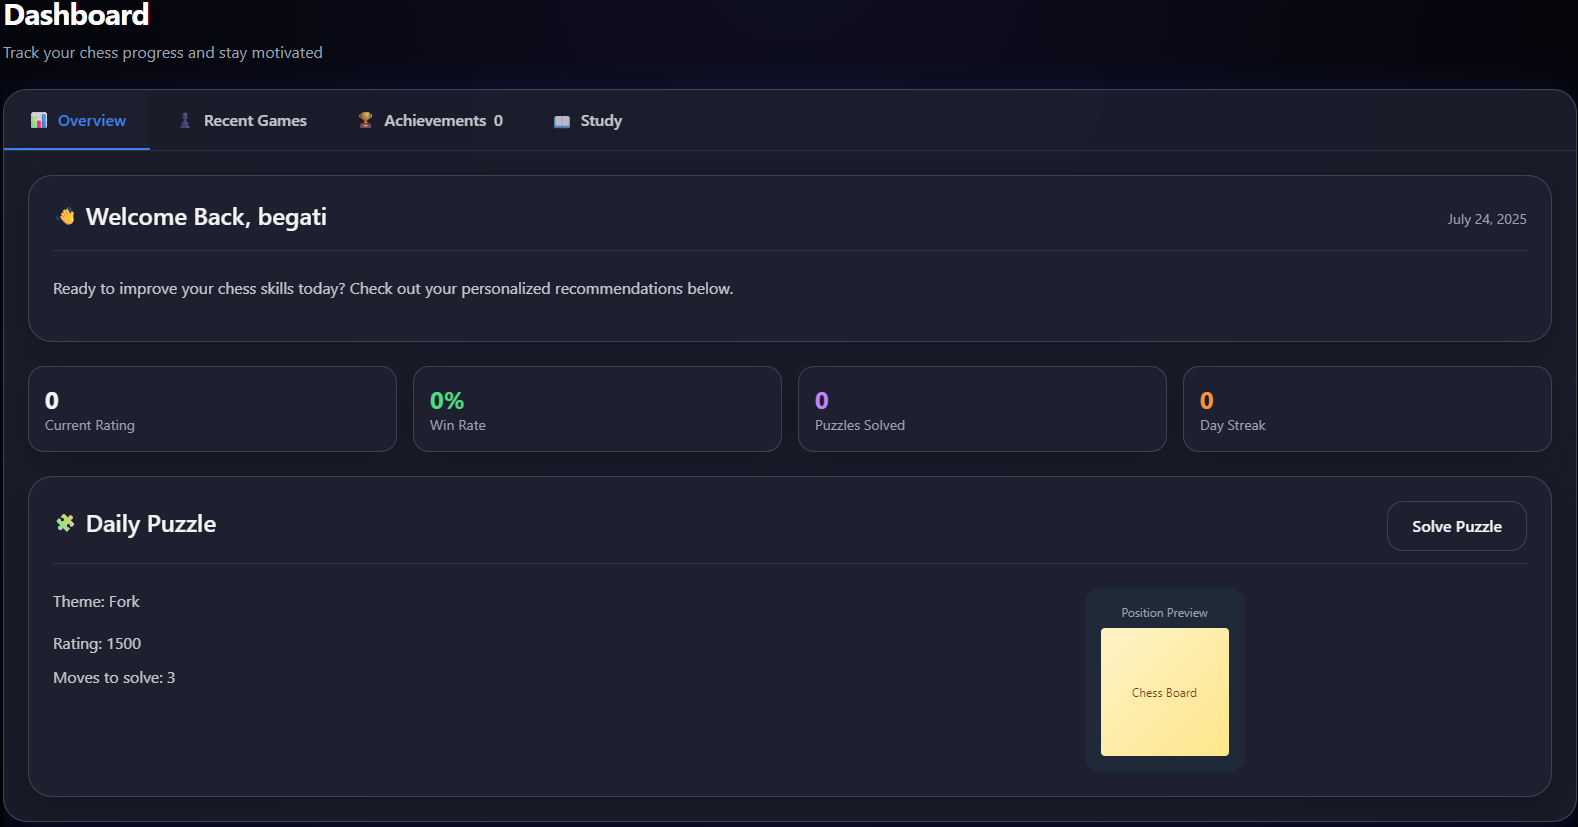 Dashboard
Track your chess progress and stay motivated
Overview
Recent Games
Achievements 0
Study
Welcome Back, begati
July 24, 2025
Ready to improve your chess skills today? Check out your personalized recommendations below.
0
Current Rating
0%
Win Rate
0
Puzzles Solved
0
Day Streak
Daily Puzzle
Solve Puzzle
Theme: Fork
Rating: 1500
Moves to solve: 3
Position Preview
Chess Board